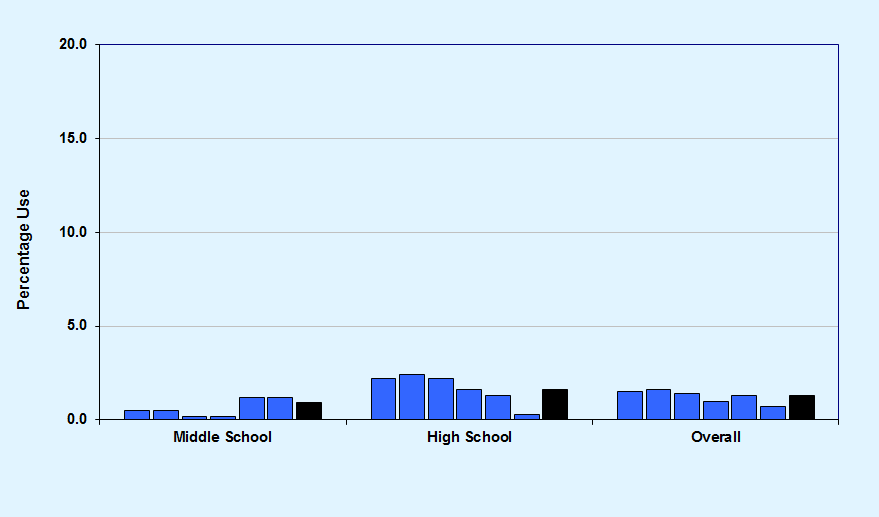 20.0
15.0
10.0
5.0
0.0
Percentage Use
Middle School
High School
Overall